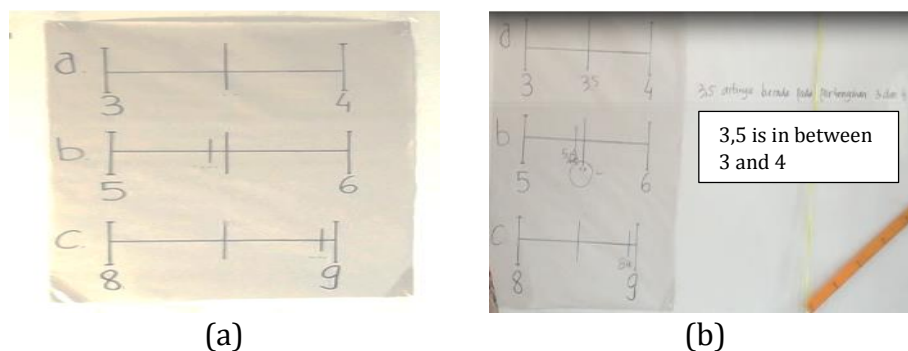 a.
3 4
b.
5 6
c.
8 9
(a)
a
3 3,5 4
b
5 6
c
8 9
3,5 artinya berada pada pertengahan 3 dan 4
3,5 is in between
3 and 4
(b)